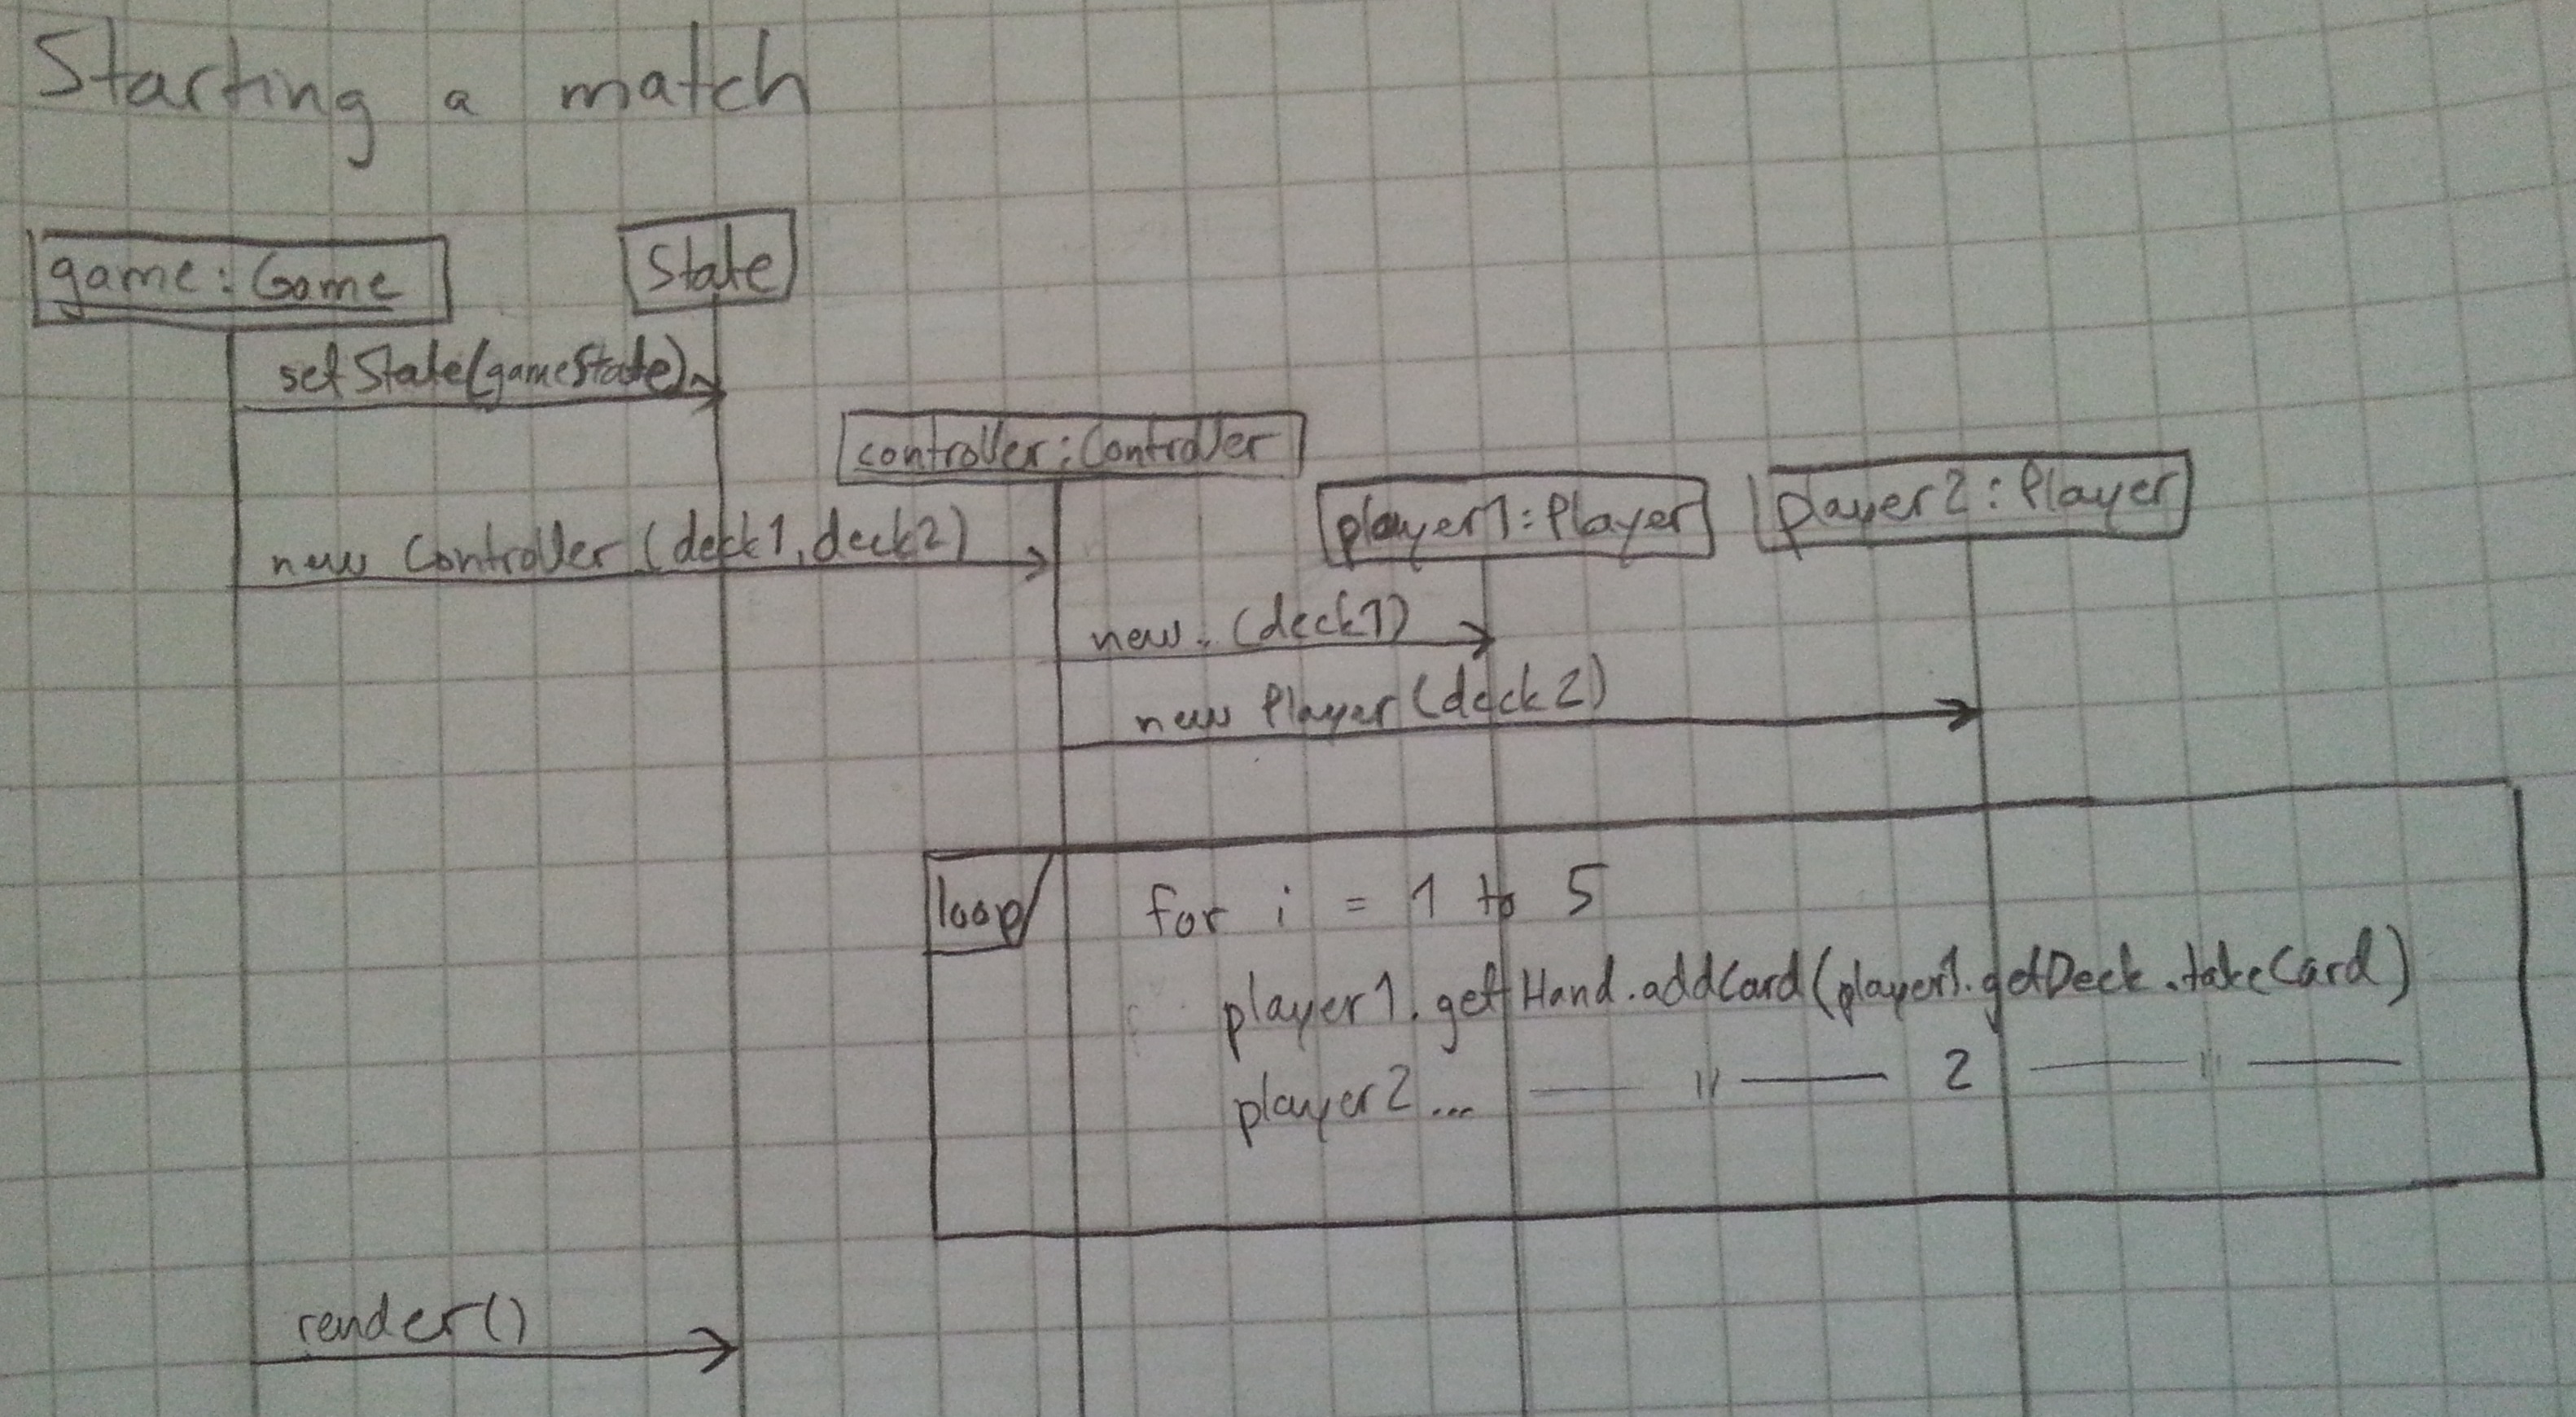 Starting a match
game:Game
State
setState(gameState)
controller:Controller
player1:Player
player2:Player
new Controller(deck1,deck2)
new.(deck1)
new Player(deck2)
loop
for i = 1 to 5
player1.getHand.addCard(player1.getDeck.takeCard)
player2... — " — 2 — " —
render()